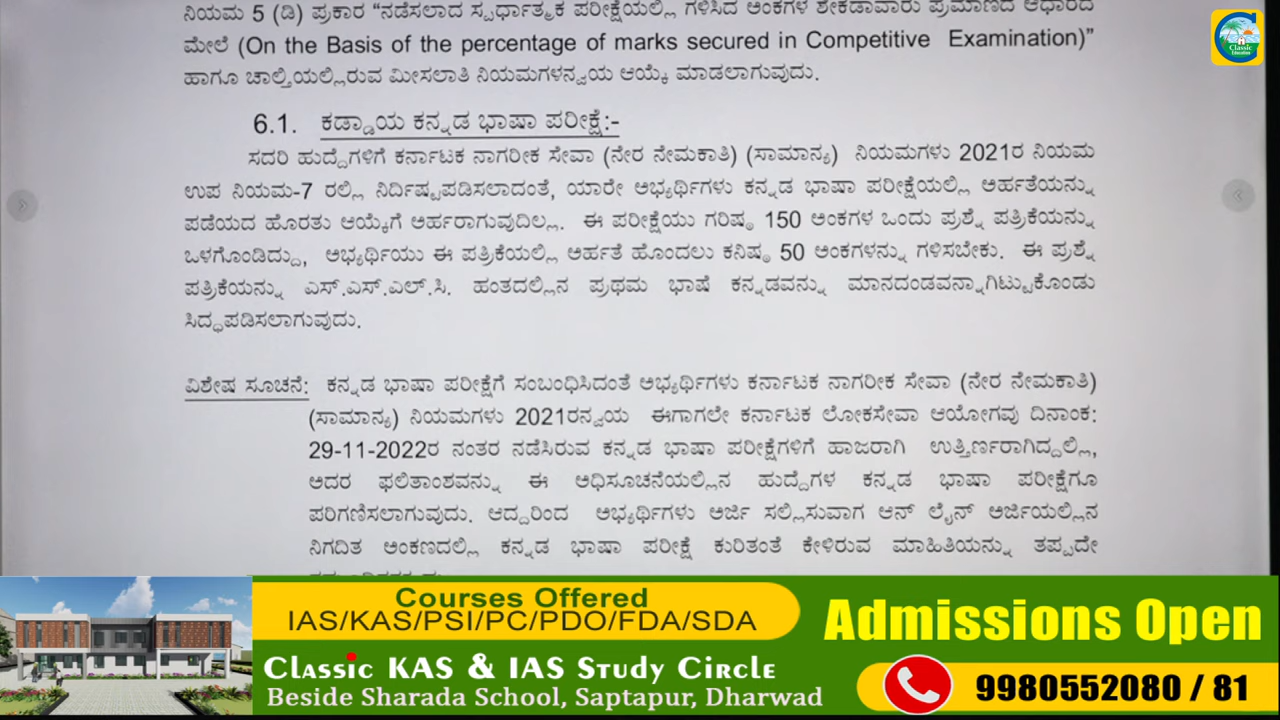 ನಿಯಮ 5 (ಡಿ) ಪ್ರಕಾರ “ನಡೆಸಲಾದ ಸ್ಪರ್ಧಾತ್ಮಕ ಪರೀಕ್ಷೆಯಲ್ಲಿ ಗಳಿಸಿದ ಅಂಕಗಳ ಶೇಕಡಾವಾರು ಪ್ರಮಾಣದ ಆಧಾರದ
ಮೇಲೆ (On the Basis of the percentage of marks secured in Competitive Examination)”
ಹಾಗೂ ಚಾಲ್ತಿಯಲ್ಲಿರುವ ಮೀಸಲಾತಿ ನಿಯಮಗಳನ್ವಯ ಆಯ್ಕೆ ಮಾಡಲಾಗುವುದು.
6.1. ಕಡ್ಡಾಯ ಕನ್ನಡ ಭಾಷಾ ಪರೀಕ್ಷೆ:-
ಸದರಿ ಹುದ್ದೆಗಳಿಗೆ ಕರ್ನಾಟಕ ನಾಗರೀಕ ಸೇವಾ (ನೇರ ನೇಮಕಾತಿ) (ಸಾಮಾನ್ಯ) ನಿಯಮಗಳು 2021ರ ನಿಯಮ
ಉಪ ನಿಯಮ-7 ರಲ್ಲಿ ನಿರ್ದಿಷ್ಟಪಡಿಸಲಾದಂತೆ, ಯಾರೇ ಅಭ್ಯರ್ಥಿಗಳು ಕನ್ನಡ ಭಾಷಾ ಪರೀಕ್ಷೆಯಲ್ಲಿ ಅರ್ಹತೆಯನ್ನು
ಪಡೆಯದ ಹೊರತು ಆಯ್ಕೆಗೆ ಅರ್ಹರಾಗುವುದಿಲ್ಲ. ಈ ಪರೀಕ್ಷೆಯು ಗರಿಷ್ಠ 150 ಅಂಕಗಳ ಒಂದು ಪ್ರಶ್ನೆ ಪತ್ರಿಕೆಯನ್ನು
ಒಳಗೊಂಡಿದ್ದು, ಅಭ್ಯರ್ಥಿಯು ಈ ಪತ್ರಿಕೆಯಲ್ಲಿ ಅರ್ಹತೆ ಹೊಂದಲು ಕನಿಷ್ಠ 50 ಅಂಕಗಳನ್ನು ಗಳಿಸಬೇಕು. ಈ ಪ್ರಶ್ನೆ
ಪತ್ರಿಕೆಯನ್ನು ಎಸ್.ಎಸ್.ಎಲ್.ಸಿ. ಹಂತದಲ್ಲಿನ ಪ್ರಥಮ ಭಾಷೆ ಕನ್ನಡವನ್ನು ಮಾನದಂಡವನ್ನಾಗಿಟ್ಟುಕೊಂಡು
ಸಿದ್ಧಪಡಿಸಲಾಗುವುದು.
ವಿಶೇಷ ಸೂಚನೆ: ಕನ್ನಡ ಭಾಷಾ ಪರೀಕ್ಷೆಗೆ ಸಂಬಂಧಿಸಿದಂತೆ ಅಭ್ಯರ್ಥಿಗಳು ಕರ್ನಾಟಕ ನಾಗರೀಕ ಸೇವಾ (ನೇರ ನೇಮಕಾತಿ)
(ಸಾಮಾನ್ಯ) ನಿಯಮಗಳು 2021ರನ್ವಯ ಈಗಾಗಲೇ ಕರ್ನಾಟಕ ಲೋಕಸೇವಾ ಆಯೋಗವು ದಿನಾಂಕ:
29-11-2022ರ ನಂತರ ನಡೆಸಿರುವ ಕನ್ನಡ ಭಾಷಾ ಪರೀಕ್ಷೆಗಳಿಗೆ ಹಾಜರಾಗಿ ಉತ್ತಿರ್ಣರಾಗಿದ್ದಲ್ಲಿ,
ಅದರ ಫಲಿತಾಂಶವನ್ನು ಈ ಅಧಿಸೂಚನೆಯಲ್ಲಿನ ಹುದ್ದೆಗಳ ಕನ್ನಡ ಭಾಷಾ ಪರೀಕ್ಷೆಗೂ
ಪರಿಗಣಿಸಲಾಗುವುದು. ಆದ್ದರಿಂದ ಅಭ್ಯರ್ಥಿಗಳು ಅರ್ಜಿ ಸಲ್ಲಿಸುವಾಗ ಆನ್ ಲೈನ್ ಅರ್ಜಿಯಲ್ಲಿನ
ನಿಗದಿತ ಅಂಕಣದಲ್ಲಿ ಕನ್ನಡ ಭಾಷಾ ಪರೀಕ್ಷೆ ಕುರಿತಂತೆ ಕೇಳಿರುವ ಮಾಹಿತಿಯನ್ನು ತಪ್ಪದೇ
Classic
Education
Courses Offered
IAS/KAS/PSI/PC/PDO/FDA/SDA
Classic KAS & IAS Study Circle
Beside Sharada School, Saptapur, Dharwad
Admissions Open
9980552080 / 81